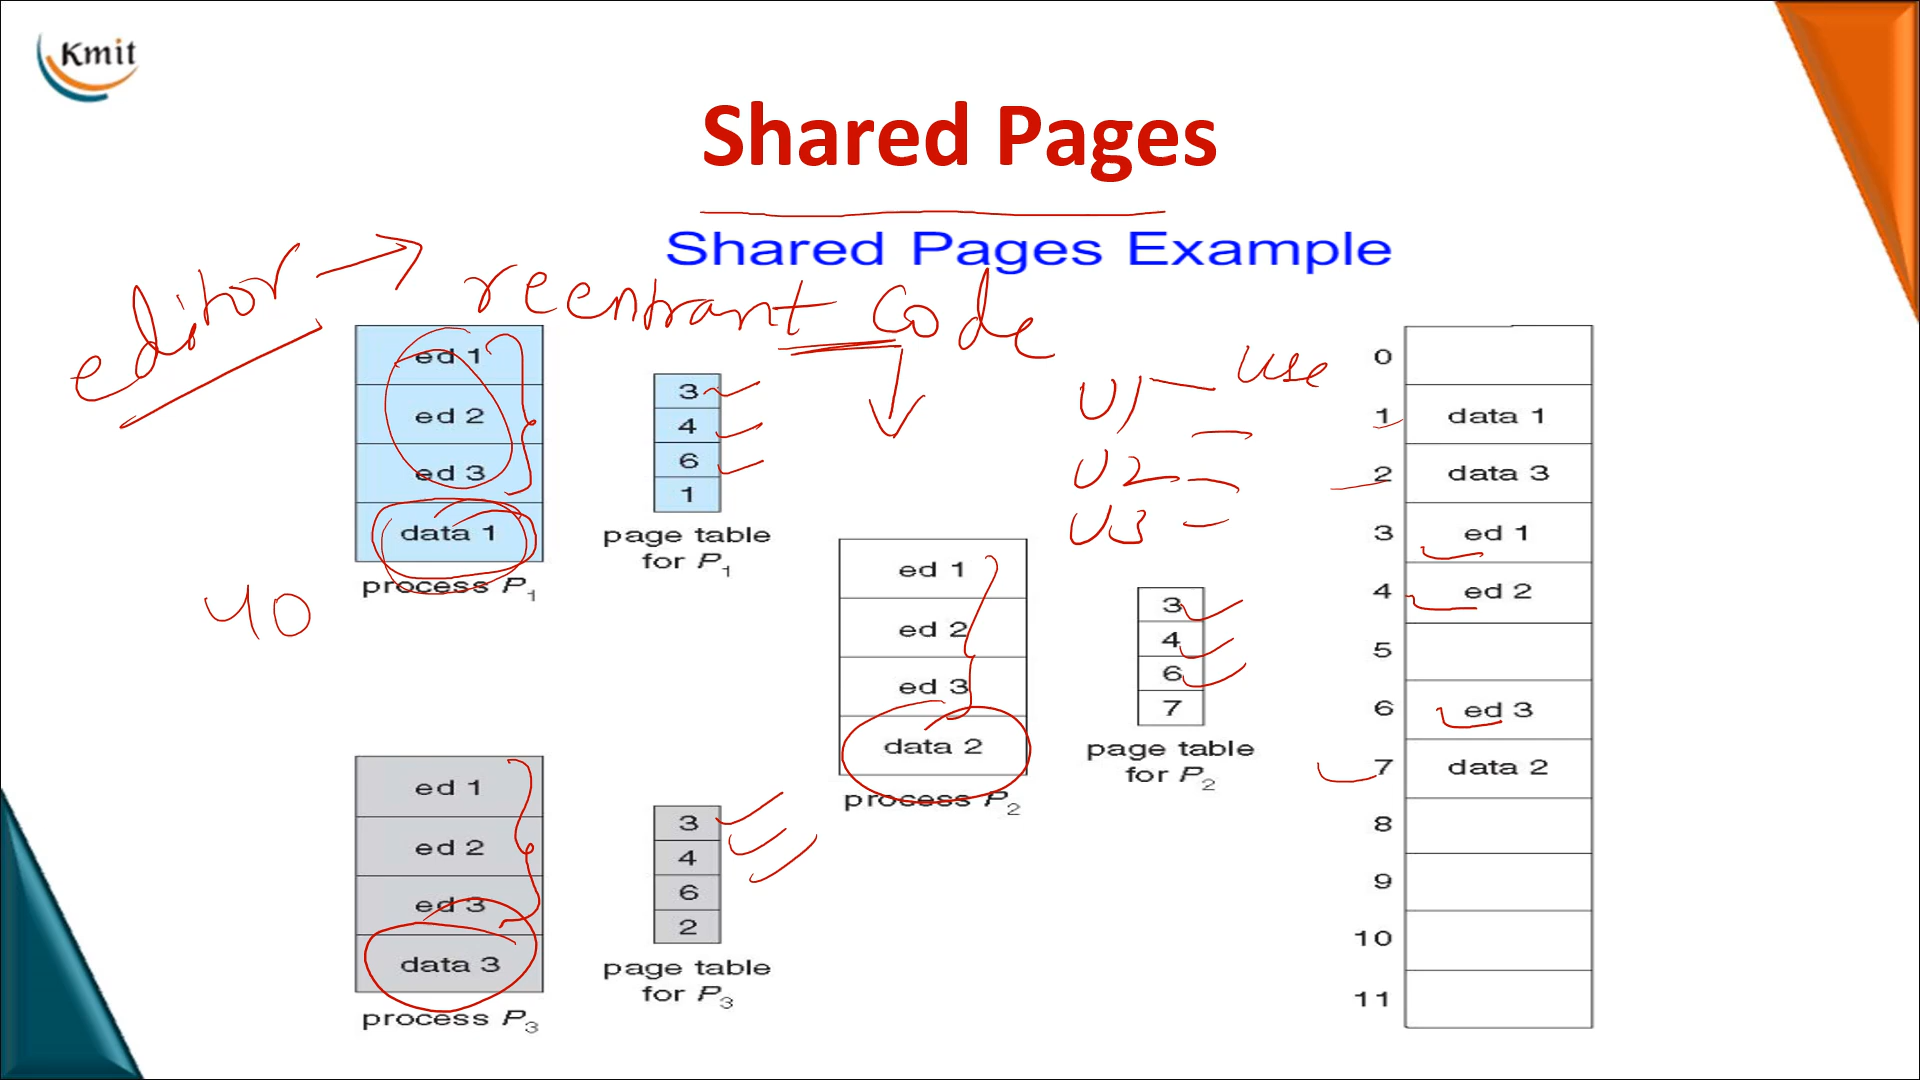 Kmit
Shared Pages
Shared Pages Example
editor → reentrant code
ed 1
ed 2
ed 3
data 1
process P1
3
4
6
1
page table
for P1
40
U1 — use
U2
U3
ed 1
ed 2
ed 3
data 2
process P2
3
4
6
7
page table
for P2
ed 1
ed 2
ed 3
data 3
process P3
3
4
6
2
page table
for P3
0
1 data 1
2 data 3
3 ed 1
4 ed 2
5
6 ed 3
7 data 2
8
9
10
11